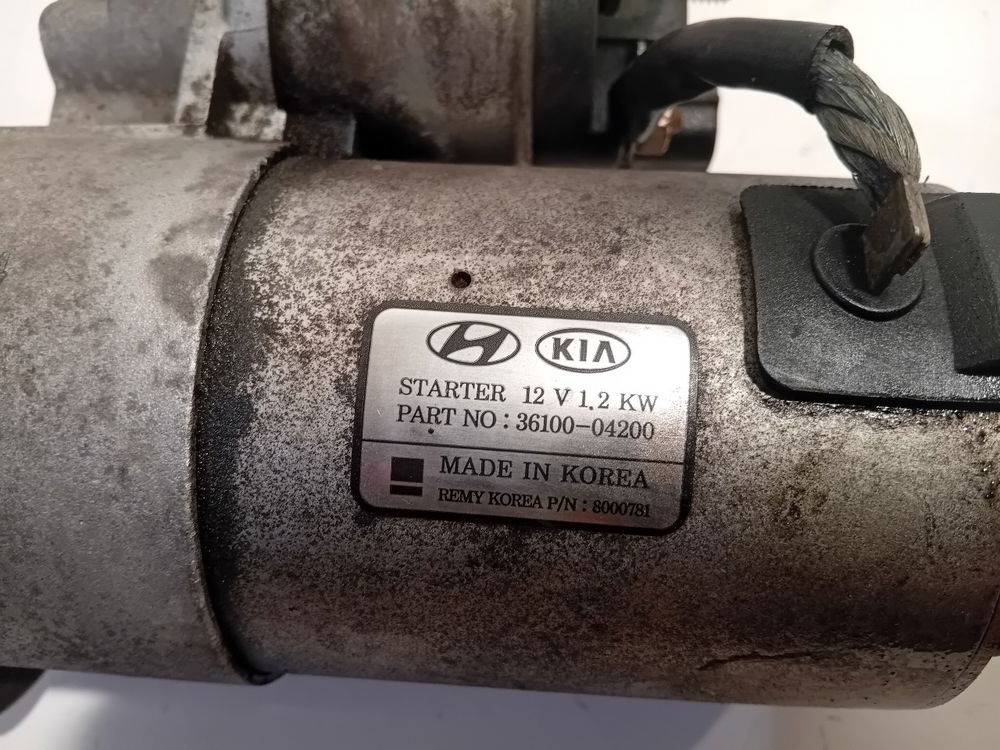 KIA
STARTER 12 V 1.2 KW
PART NO : 36100-04200
MADE IN KOREA
REMY KOREA P/N : 8000781